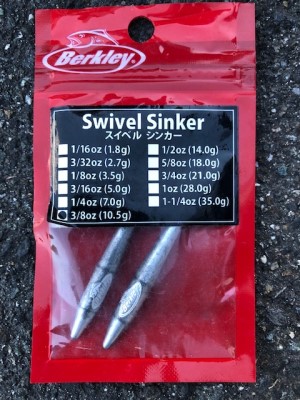 Berkley
Swivel Sinker
スイベル シンカー
1/16oz (1.8g)
3/32oz (2.7g)
1/8oz (3.5g)
3/16oz (5.0g)
1/4oz (7.0g)
3/8oz (10.5g)
1/2oz (14.0g)
5/8oz (18.0g)
3/4oz (21.0g)
1oz (28.0g)
1-1/4oz (35.0g)